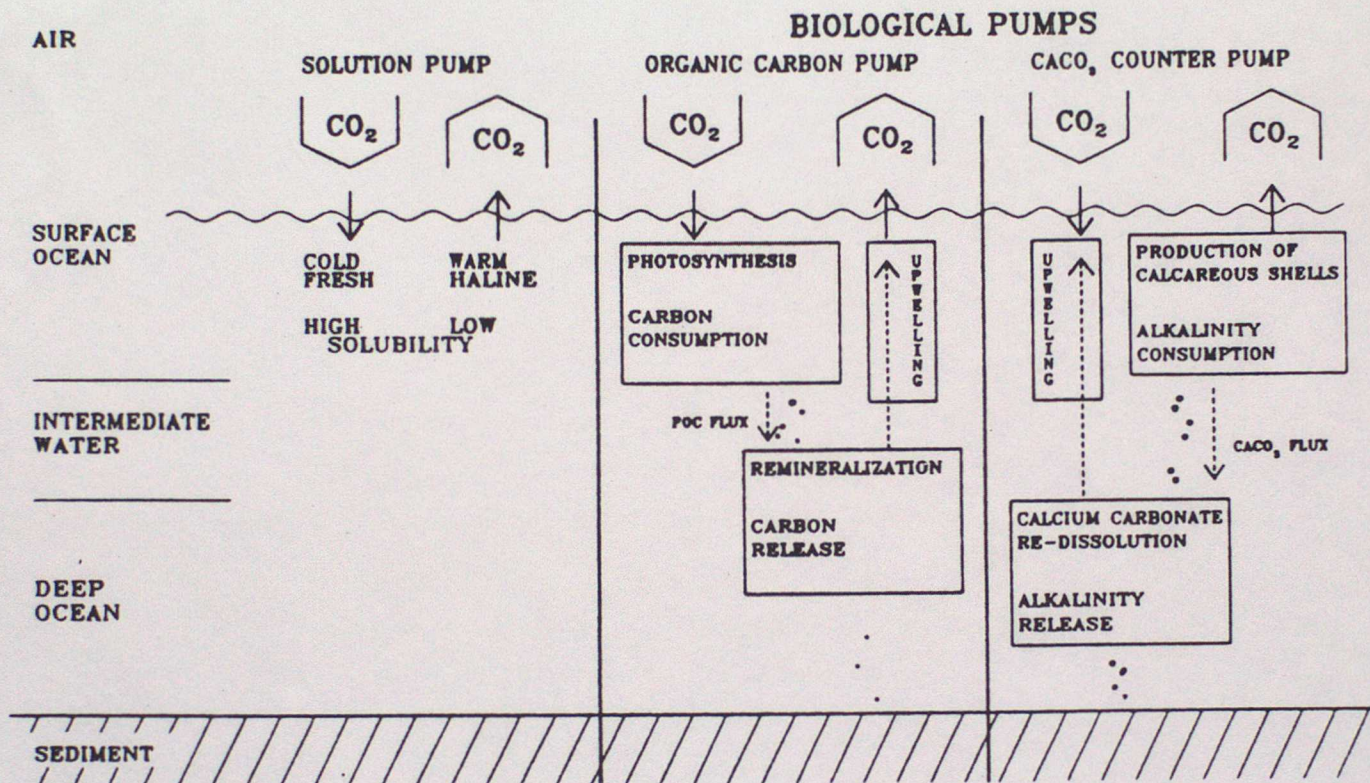 AIR
BIOLOGICAL PUMPS
SOLUTION PUMP
ORGANIC CARBON PUMP
CACO₃ COUNTER PUMP
CO₂
CO₂
CO₂
CO₂
CO₂
CO₂
SURFACE
OCEAN
COLD
FRESH
WARM
HALINE
HIGH
LOW
SOLUBILITY
PHOTOSYNTHESIS
CARBON
CONSUMPTION
UPWELLING
UPWELLING
PRODUCTION OF
CALCAREOUS SHELLS
ALKALINITY
CONSUMPTION
INTERMEDIATE
WATER
POC FLUX
CACO₃ FLUX
REMINERALIZATION
CARBON
RELEASE
CALCIUM CARBONATE
RE-DISSOLUTION
ALKALINITY
RELEASE
DEEP
OCEAN
SEDIMENT